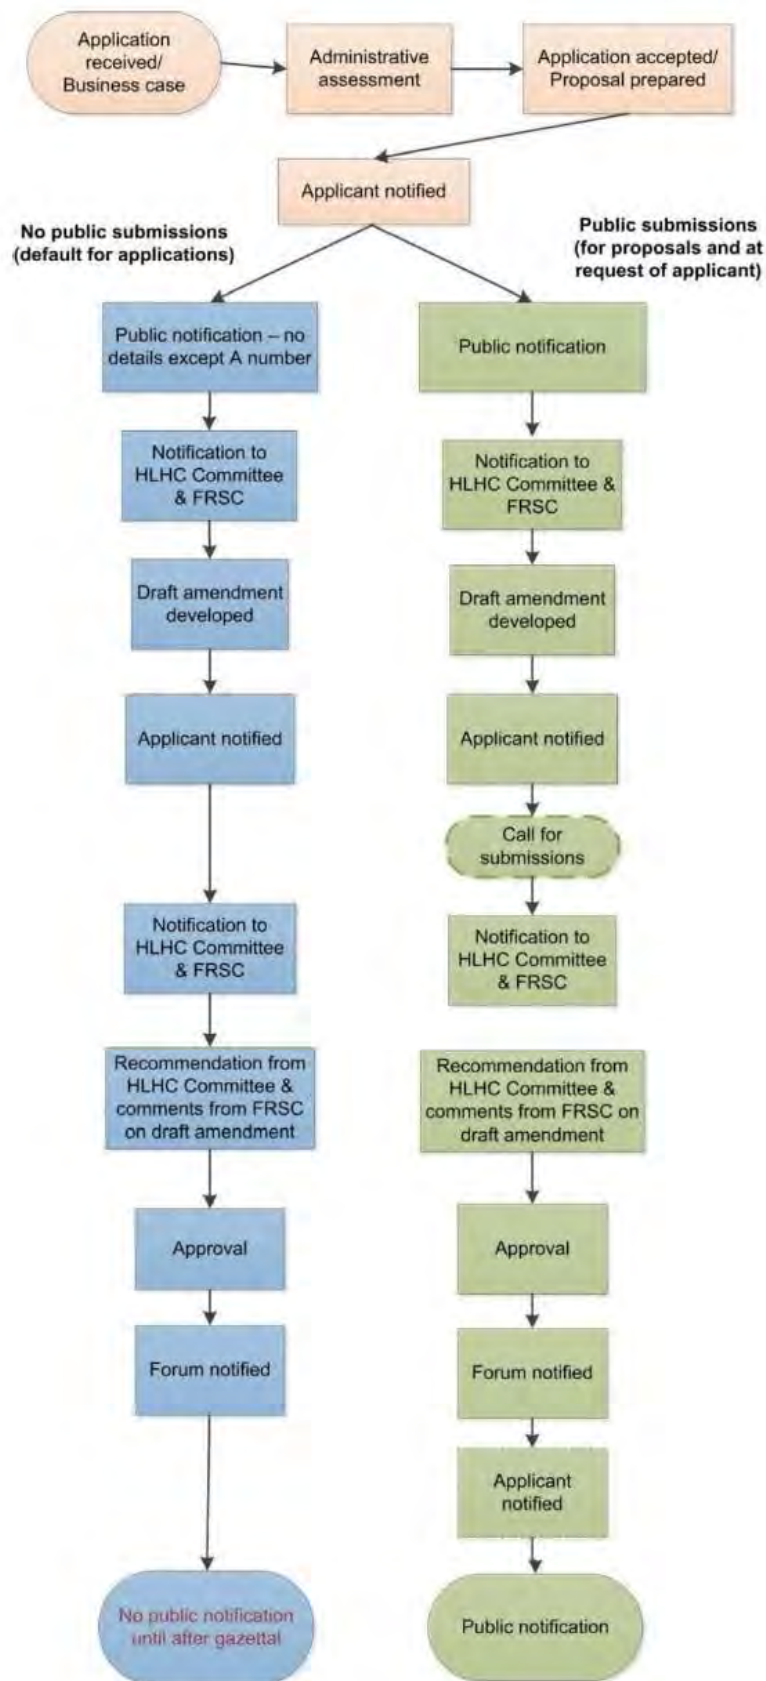 Application
received/
Business case
Administrative
assessment
Application accepted/
Proposal prepared
Applicant notified
No public submissions
(default for applications)
Public submissions
(for proposals and at
request of applicant)
Public notification – no
details except A number
Public notification
Notification to
HLHC Committee
& FRSC
Notification to
HLHC Committee &
FRSC
Draft amendment
developed
Draft amendment
developed
Applicant notified
Applicant notified
Call for
submissions
Notification to
HLHC Committee
& FRSC
Notification to
HLHC Committee
& FRSC
Recommendation from
HLHC Committee &
comments from FRSC
on draft amendment
Recommendation from
HLHC Committee &
comments from FRSC on
draft amendment
Approval
Approval
Forum notified
Forum notified
Applicant
notified
No public notification
until after gazettal
Public notification